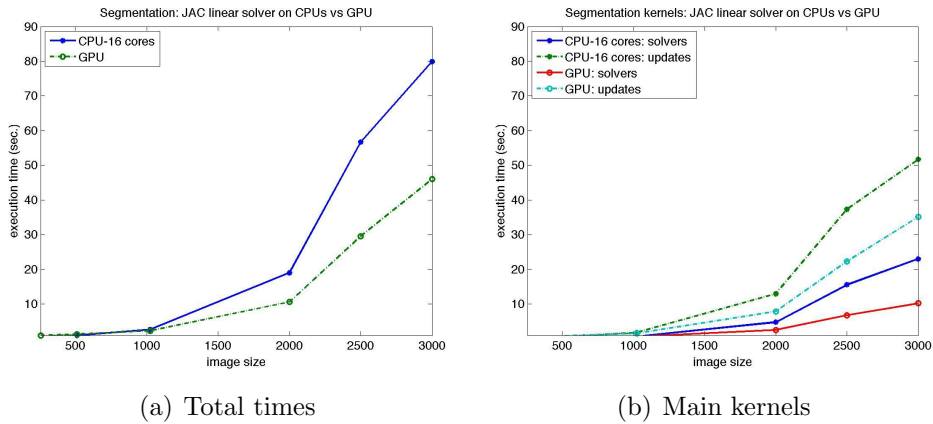 Segmentation: JAC linear solver on CPUs vs GPU
CPU-16 cores
GPU
90
80
70
60
50
40
30
20
10
execution time (sec.)
500
1000
1500
2000
2500
3000
image size
(a) Total times
Segmentation kernels: JAC linear solver on CPUs vs GPU
CPU-16 cores: solvers
CPU-16 cores: updates
GPU: solvers
GPU: updates
90
80
70
60
50
40
30
20
10
execution time (sec.)
500
1000
1500
2000
2500
3000
image size
(b) Main kernels